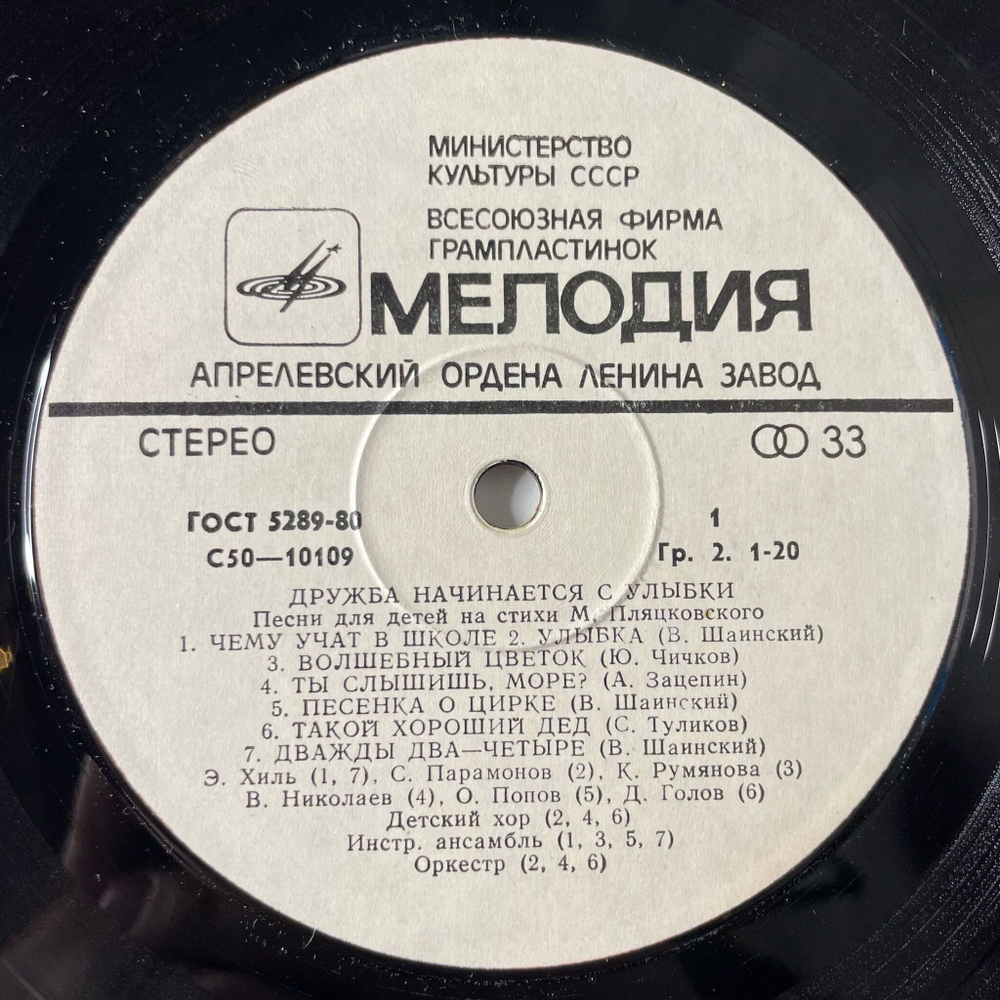 МИНИСТЕРСТВО
КУЛЬТУРЫ СССР
ВСЕСОЮЗНАЯ ФИРМА
ГРАМПЛАСТИНОК
МЕЛОДИЯ
АПРЕЛЕВСКИЙ ОРДЕНА ЛЕНИНА ЗАВОД
СТЕРЕО 33
ГОСТ 5289-80 1
С50—10109 Гр. 2. 1-20
ДРУЖБА НАЧИНАЕТСЯ С УЛЫБКИ
Песни для детей на стихи М. Пляцковского
1. ЧЕМУ УЧАТ В ШКОЛЕ 2. УЛЫБКА (В. Шаинский)
3. ВОЛШЕБНЫЙ ЦВЕТОК (Ю. Чичков)
4. ТЫ СЛЫШИШЬ, МОРЕ? (А. Зацепин)
5. ПЕСЕНКА О ЦИРКЕ (В. Шаинский)
6. ТАКОЙ ХОРОШИЙ ДЕД (С. Туликов)
7. ДВАЖДЫ ДВА—ЧЕТЫРЕ (В. Шаинский)
Э. Хиль (1, 7), С. Парамонов (2), К. Румянова (3)
В. Николаев (4), О. Попов (5), Д. Голов (6)
Детский хор (2, 4, 6)
Инстр. ансамбль (1, 3, 5, 7)
Оркестр (2, 4, 6)